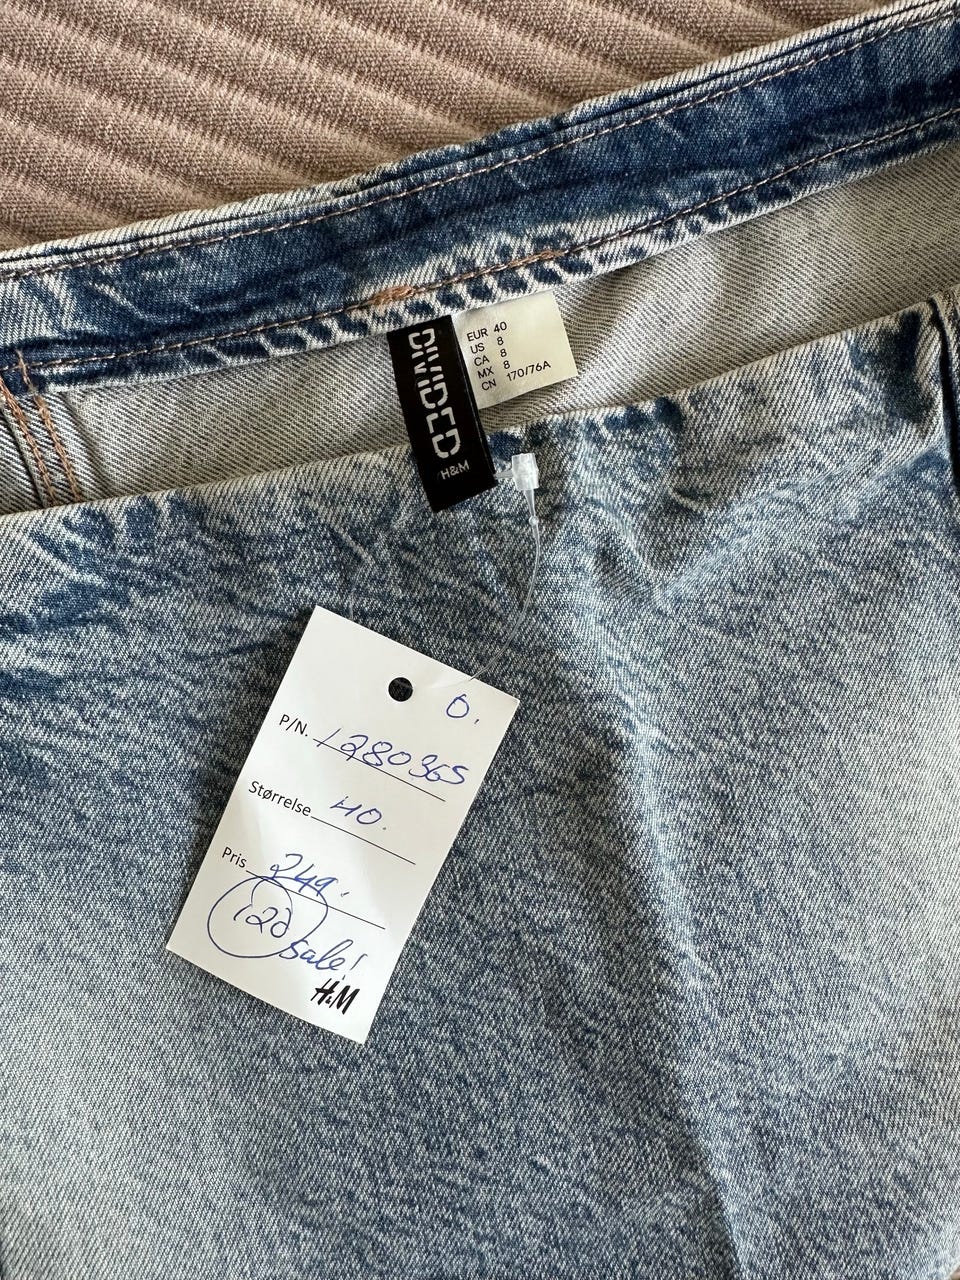 DIVIDED
H&M
EUR 40
US 8
CA 8
MX 8
CN 170/76A
0.
P/N. 1280365
Størrelse 40.
Pris 249.
120
sale!
H&M